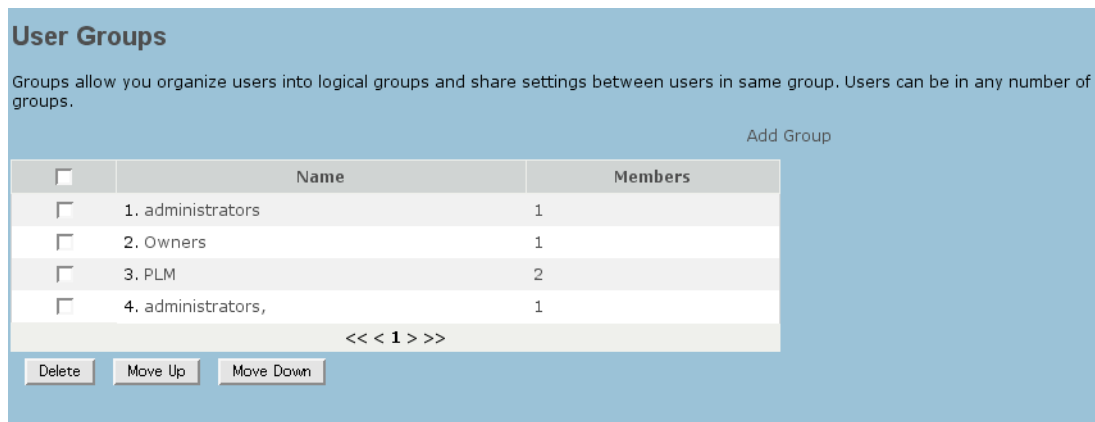 User Groups
Groups allow you organize users into logical groups and share settings between users in same group. Users can be in any number of
groups.
Add Group
Name Members
1. administrators 1
2. Owners 1
3. PLM 2
4. administrators, 1
<< < 1 > >>
Delete Move Up Move Down